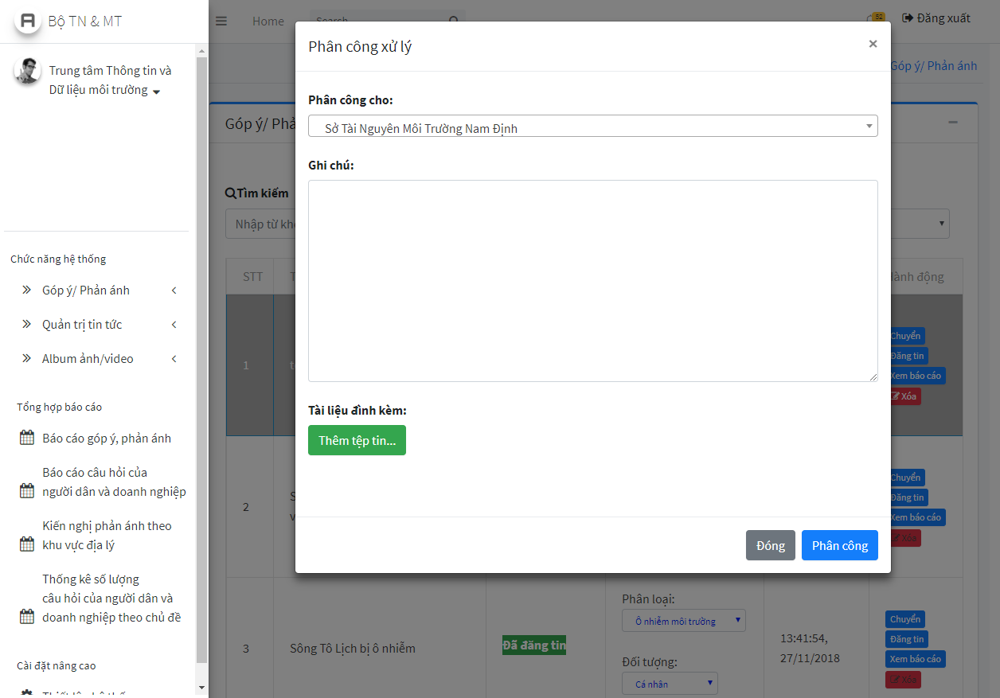 Bộ TN & MT
Home
Search
52
Đăng xuất
Trung tâm Thông tin và
Dữ liệu môi trường
Góp ý/ Phản ánh
Phân công xử lý
×
Phân công cho:
Sở Tài Nguyên Môi Trường Nam Định
Ghi chú:
Tài liệu đình kèm:
Thêm tệp tin...
Đóng
Phân công
Chức năng hệ thống
Góp ý/ Phản ánh
Quản trị tin tức
Album ảnh/video
Tổng hợp báo cáo
Báo cáo góp ý, phản ánh
Báo cáo câu hỏi của
người dân và doanh nghiệp
Kiến nghị phản ánh theo
khu vực địa lý
Thống kê số lượng
câu hỏi của người dân và
doanh nghiệp theo chủ đề
Cài đặt nâng cao
Góp ý/
Tìm kiếm
Nhập từ
STT
động
1
Chuyển
Đăng tin
Xem báo cáo
Xóa
2
Chuyển
Đăng tin
Xem báo cáo
Xóa
3
Sông Tô Lịch bị ô nhiễm
Đã đăng tin
Phân loại:
Ô nhiễm môi trường
Đối tượng:
Cá nhân
13:41:54,
27/11/2018
Chuyển
Đăng tin
Xem báo cáo
Xóa